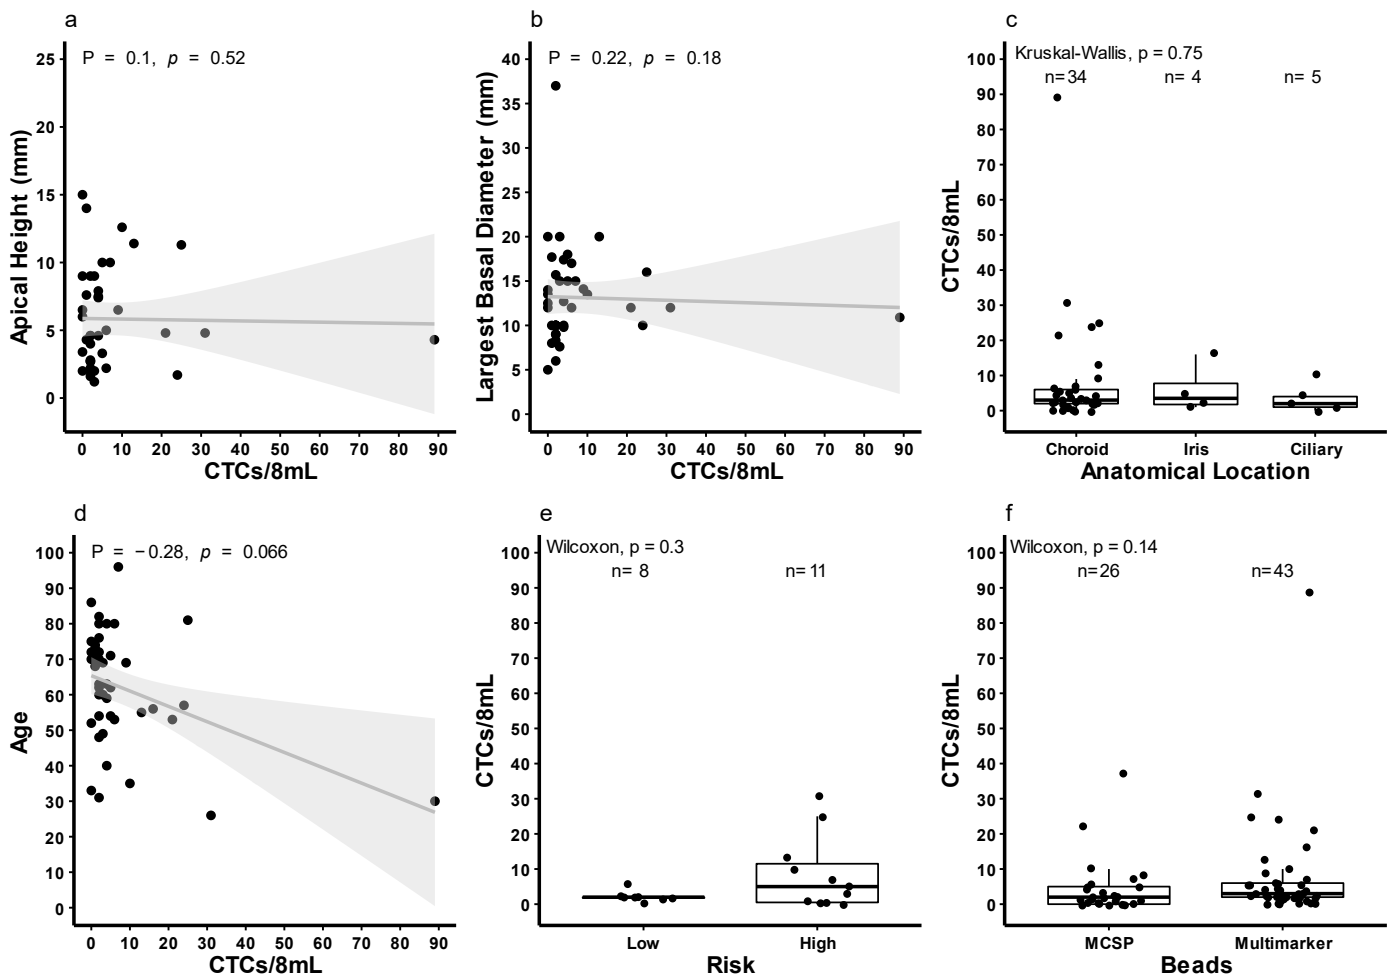 a
P = 0.1, p = 0.52
25
20
15
10
5
0
Apical Height (mm)
0 10 20 30 40 50 60 70 80 90
CTCs/8mL
b
P = 0.22, p = 0.18
40
35
30
25
20
15
10
5
0
Largest Basal Diameter (mm)
0 10 20 30 40 50 60 70 80 90
CTCs/8mL
c
Kruskal-Wallis, p = 0.75
n=34 n= 4 n= 5
100
90
80
70
60
50
40
30
20
10
0
CTCs/8mL
Choroid Iris Ciliary
Anatomical Location
d
P = −0.28, p = 0.066
100
90
80
70
60
50
40
30
20
10
0
Age
0 10 20 30 40 50 60 70 80 90
CTCs/8mL
e
Wilcoxon, p = 0.3
n= 8 n= 11
100
90
80
70
60
50
40
30
20
10
0
CTCs/8mL
Low High
Risk
f
Wilcoxon, p = 0.14
n=26 n=43
100
90
80
70
60
50
40
30
20
10
0
CTCs/8mL
MCSP Multimarker
Beads